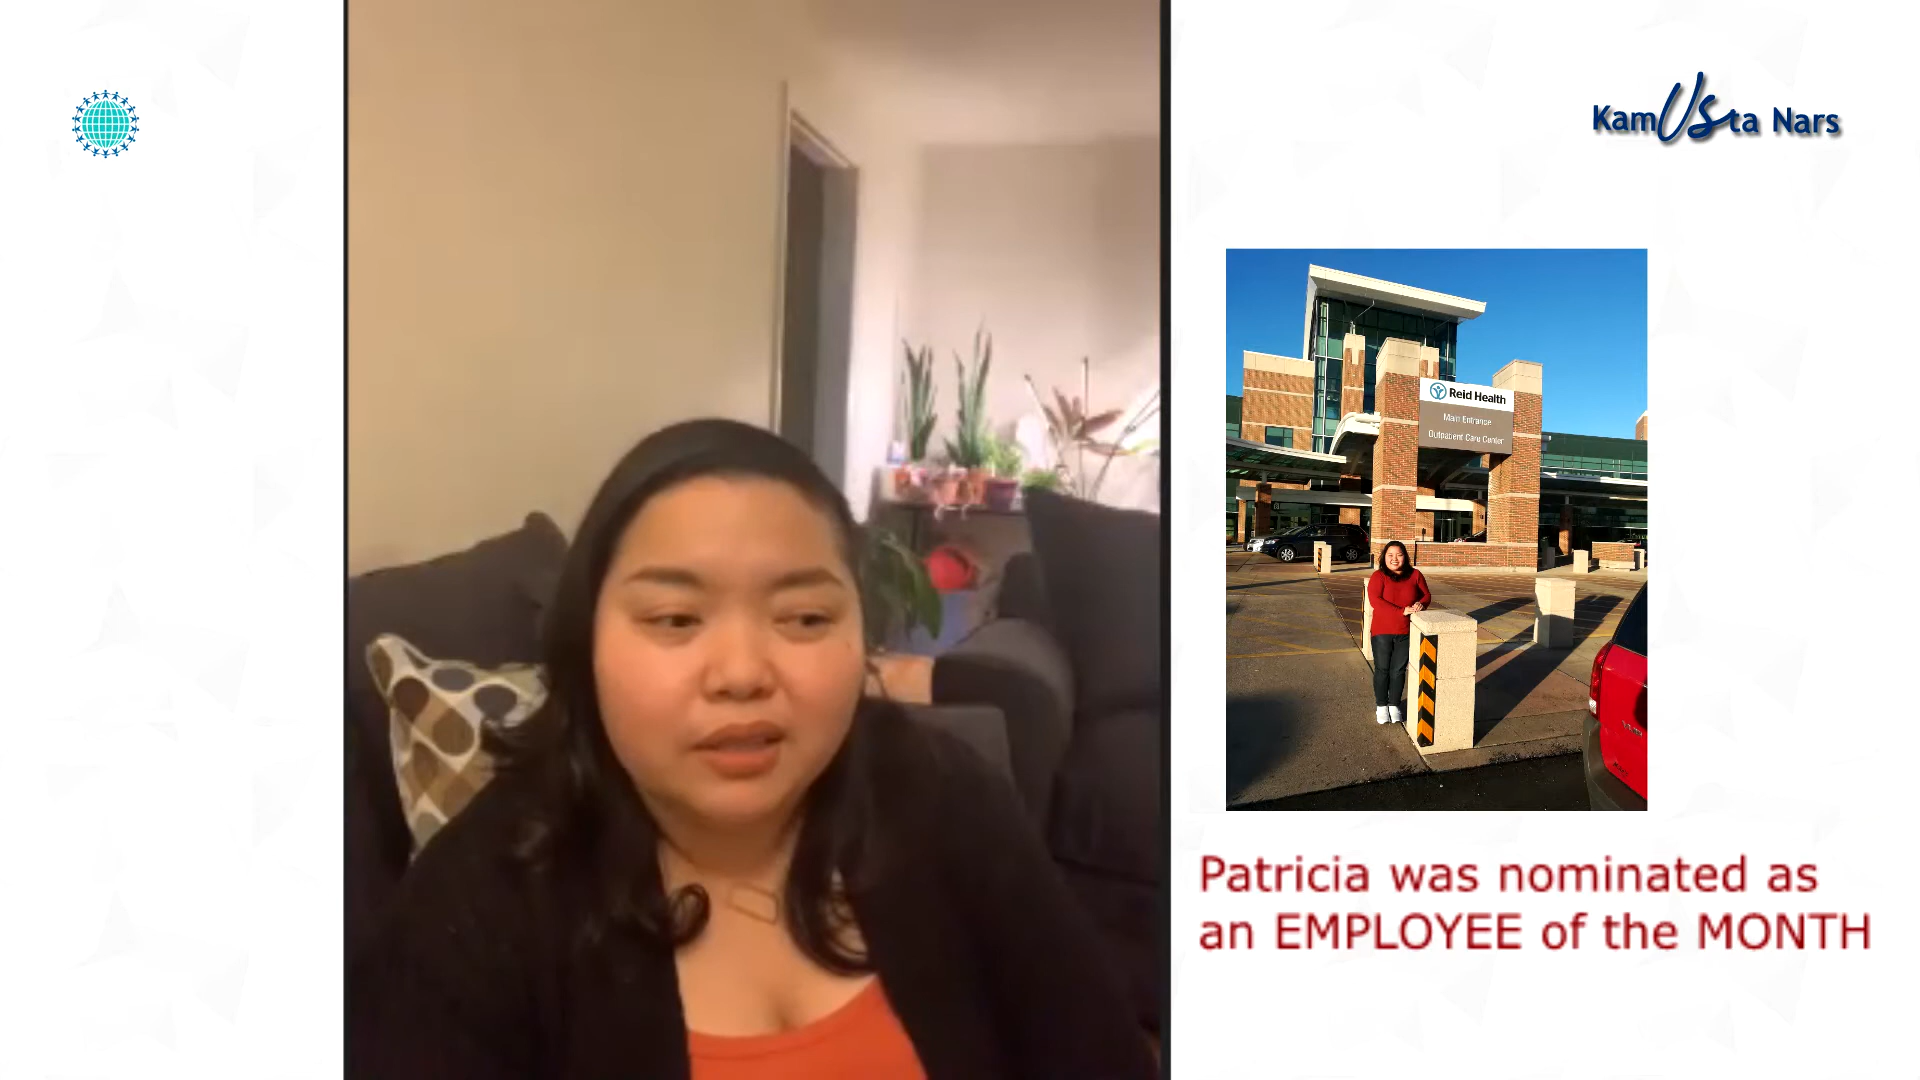 KamUSta Nars
Reid Health
Main Entrance
Outpatient Care Center
Patricia was nominated as
an EMPLOYEE of the MONTH